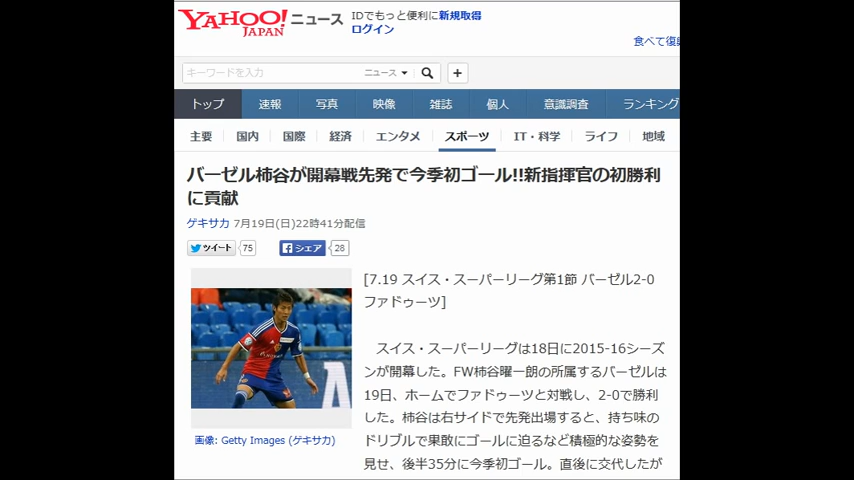 YAHOO! JAPAN ニュース
IDでもっと便利に新規取得
ログイン
食べて復
キーワードを入力 ニュース
トップ 速報 写真 映像 雑誌 個人 意識調査 ランキング
主要 国内 国際 経済 エンタメ スポーツ IT・科学 ライフ 地域
バーゼル柿谷が開幕戦先発で今季初ゴール!!新指揮官の初勝利
に貢献
ゲキサカ 7月19日(日)22時41分配信
ツイート 75 シェア 28
[7.19 スイス・スーパーリーグ第1節 バーゼル2-0
ファドゥーツ]
スイス・スーパーリーグは18日に2015-16シーズ
ンが開幕した。FW柿谷曜一朗の所属するバーゼルは
19日、ホームでファドゥーツと対戦し、2-0で勝利
した。柿谷は右サイドで先発出場すると、持ち味の
ドリブルで果敢にゴールに迫るなど積極的な姿勢を
見せ、後半35分に今季初ゴール。直後に交代したが
画像: Getty Images (ゲキサカ)